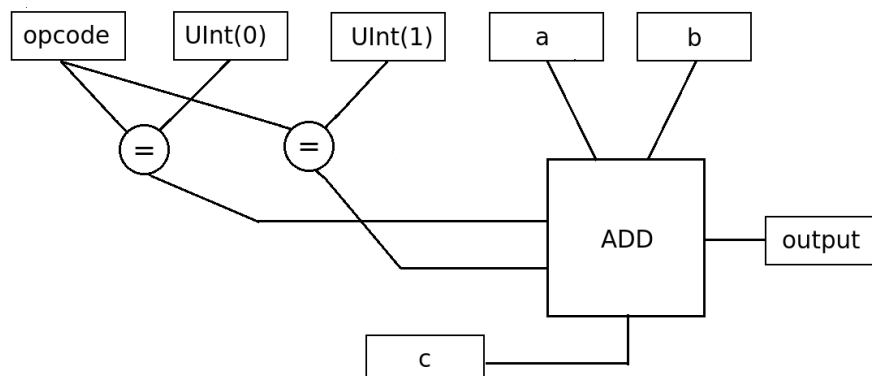 opcode
UInt(0)
UInt(1)
a
b
=
=
ADD
output
c